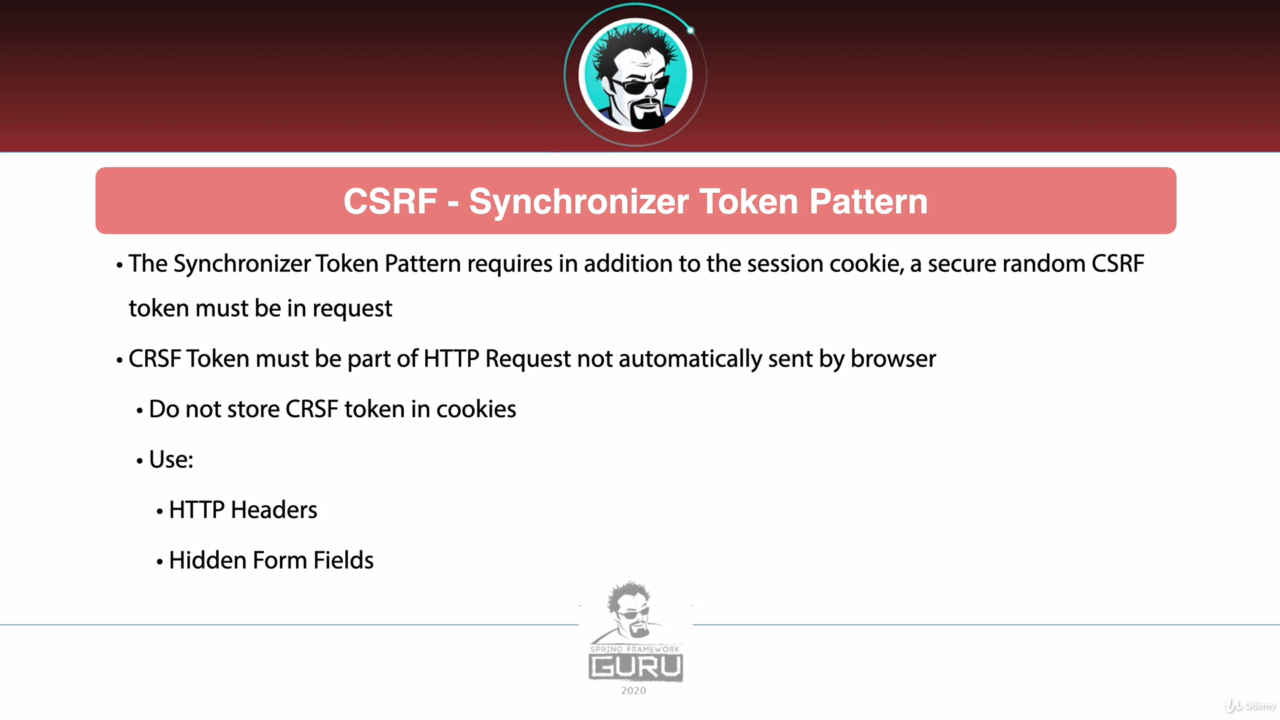 CSRF - Synchronizer Token Pattern
• The Synchronizer Token Pattern requires in addition to the session cookie, a secure random CSRF
token must be in request
• CRSF Token must be part of HTTP Request not automatically sent by browser
• Do not store CRSF token in cookies
• Use:
• HTTP Headers
• Hidden Form Fields
SPRING FRAMEWORK
GURU
2020
Udemy